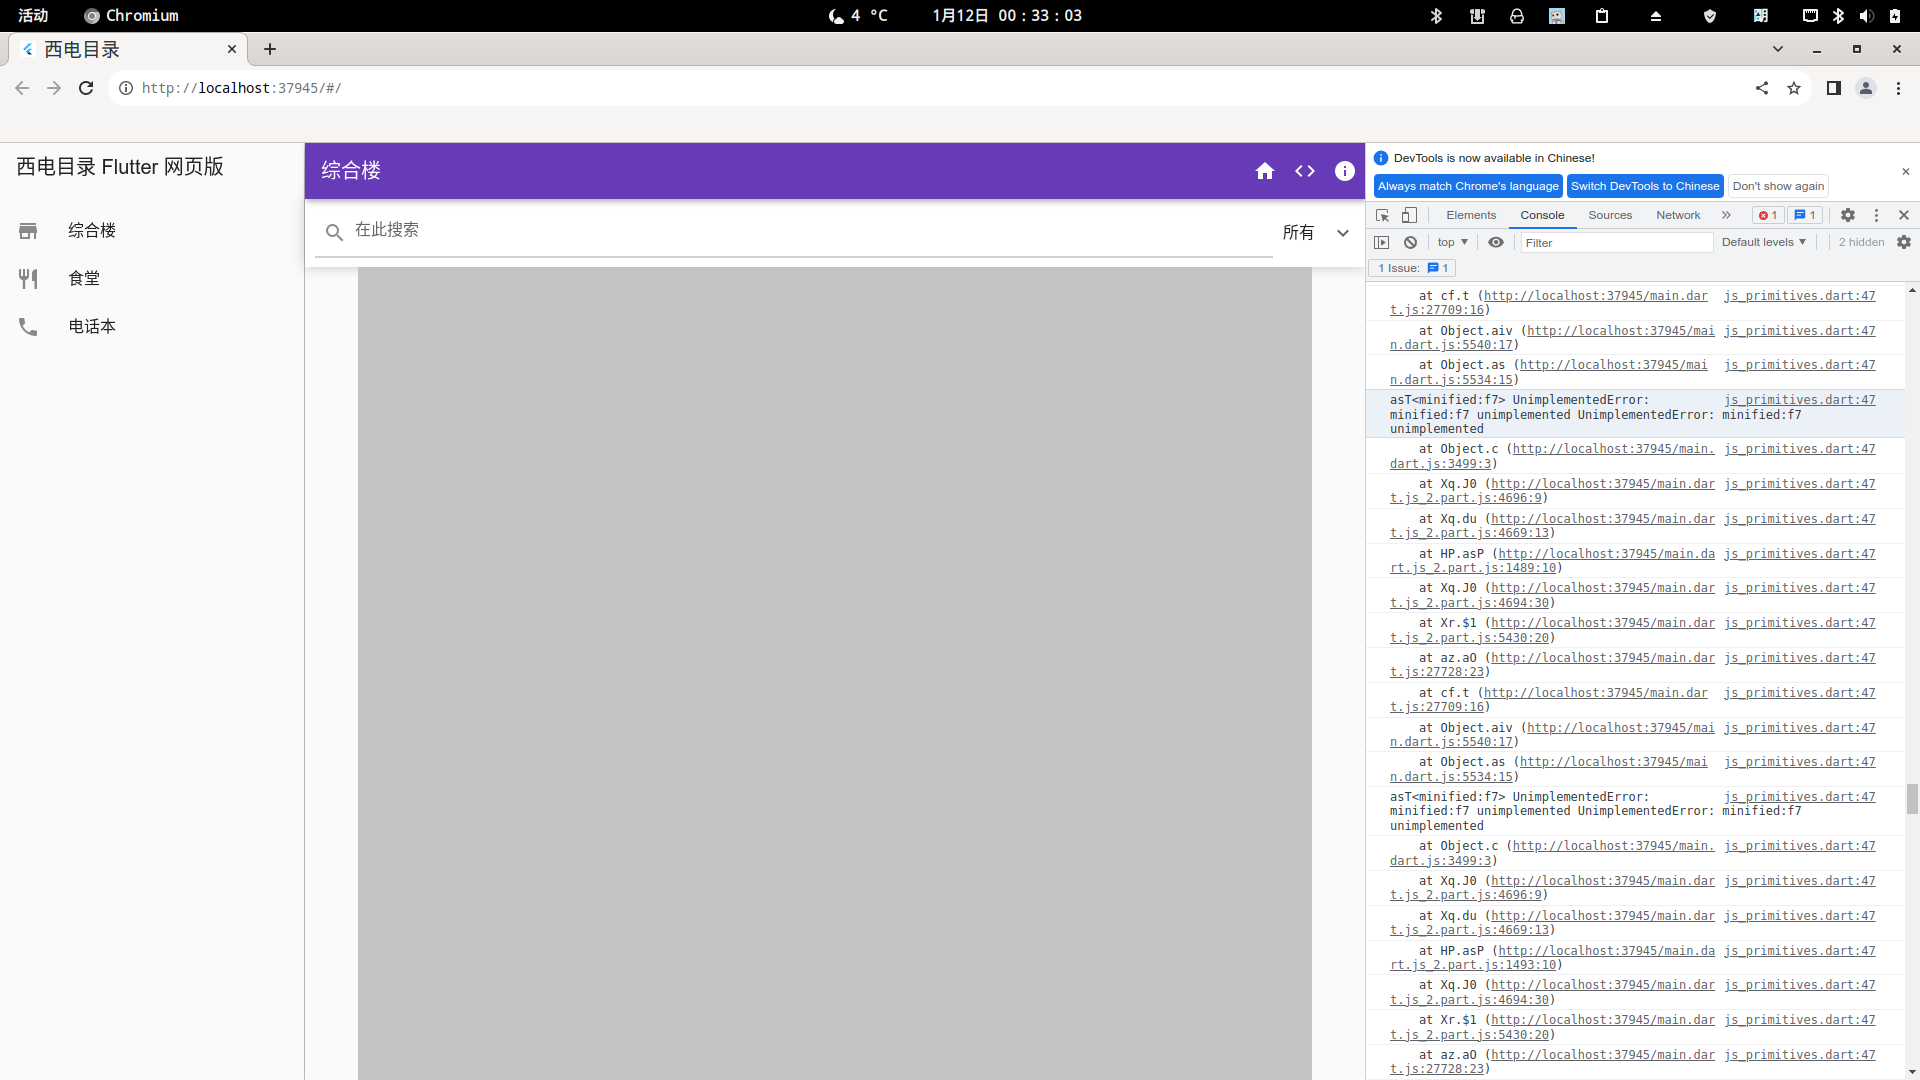 活动
Chromium
4 °C
1月12日 00：33：03
西电目录
http://localhost:37945/#/
西电目录 Flutter 网页版
综合楼
食堂
电话本
综合楼
在此搜索
所有
DevTools is now available in Chinese!
Always match Chrome's language
Switch DevTools to Chinese
Don't show again
Elements
Console
Sources
Network
1
1
top
Filter
Default levels
2 hidden
1 Issue:
1
at cf.t (http://localhost:37945/main.dar js_primitives.dart:47
t.js:27709:16)
at Object.aiv (http://localhost:37945/mai js_primitives.dart:47
n.dart.js:5540:17)
at Object.as (http://localhost:37945/mai js_primitives.dart:47
n.dart.js:5534:15)
asT<minified:f7> UnimplementedError: js_primitives.dart:47
minified:f7 unimplemented UnimplementedError: minified:f7
unimplemented
at Object.c (http://localhost:37945/main. js_primitives.dart:47
dart.js:3499:3)
at Xq.J0 (http://localhost:37945/main.dar js_primitives.dart:47
t.js_2.part.js:4696:9)
at Xq.du (http://localhost:37945/main.dar js_primitives.dart:47
t.js_2.part.js:4669:13)
at HP.asP (http://localhost:37945/main.da js_primitives.dart:47
rt.js_2.part.js:1489:10)
at Xq.J0 (http://localhost:37945/main.dar js_primitives.dart:47
t.js_2.part.js:4694:30)
at Xr.$1 (http://localhost:37945/main.dar js_primitives.dart:47
t.js_2.part.js:5430:20)
at az.aO (http://localhost:37945/main.dar js_primitives.dart:47
t.js:27728:23)
at cf.t (http://localhost:37945/main.dar js_primitives.dart:47
t.js:27709:16)
at Object.aiv (http://localhost:37945/mai js_primitives.dart:47
n.dart.js:5540:17)
at Object.as (http://localhost:37945/mai js_primitives.dart:47
n.dart.js:5534:15)
asT<minified:f7> UnimplementedError: js_primitives.dart:47
minified:f7 unimplemented UnimplementedError: minified:f7
unimplemented
at Object.c (http://localhost:37945/main. js_primitives.dart:47
dart.js:3499:3)
at Xq.J0 (http://localhost:37945/main.dar js_primitives.dart:47
t.js_2.part.js:4696:9)
at Xq.du (http://localhost:37945/main.dar js_primitives.dart:47
t.js_2.part.js:4669:13)
at HP.asP (http://localhost:37945/main.da js_primitives.dart:47
rt.js_2.part.js:1493:10)
at Xq.J0 (http://localhost:37945/main.dar js_primitives.dart:47
t.js_2.part.js:4694:30)
at Xr.$1 (http://localhost:37945/main.dar js_primitives.dart:47
t.js_2.part.js:5430:20)
at az.aO (http://localhost:37945/main.dar js_primitives.dart:47
t.js:27728:23)